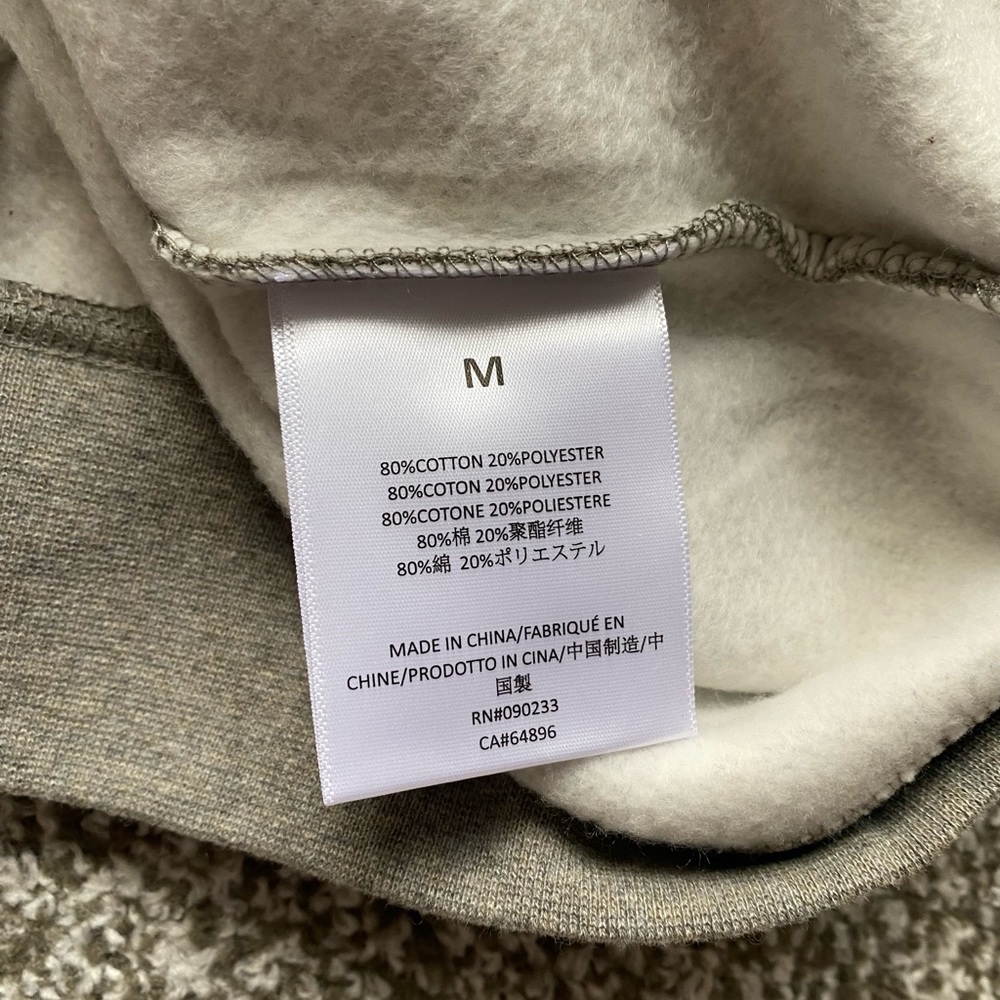 M
80%COTTON 20%POLYESTER
80%COTON 20%POLYESTER
80%COTONE 20%POLIESTERE
80%棉 20%聚酯纤维
80%綿 20%ポリエステル
MADE IN CHINA/FABRIQUÉ EN
CHINE/PRODOTTO IN CINA/中国制造/中
国製
RN#090233
CA#64896